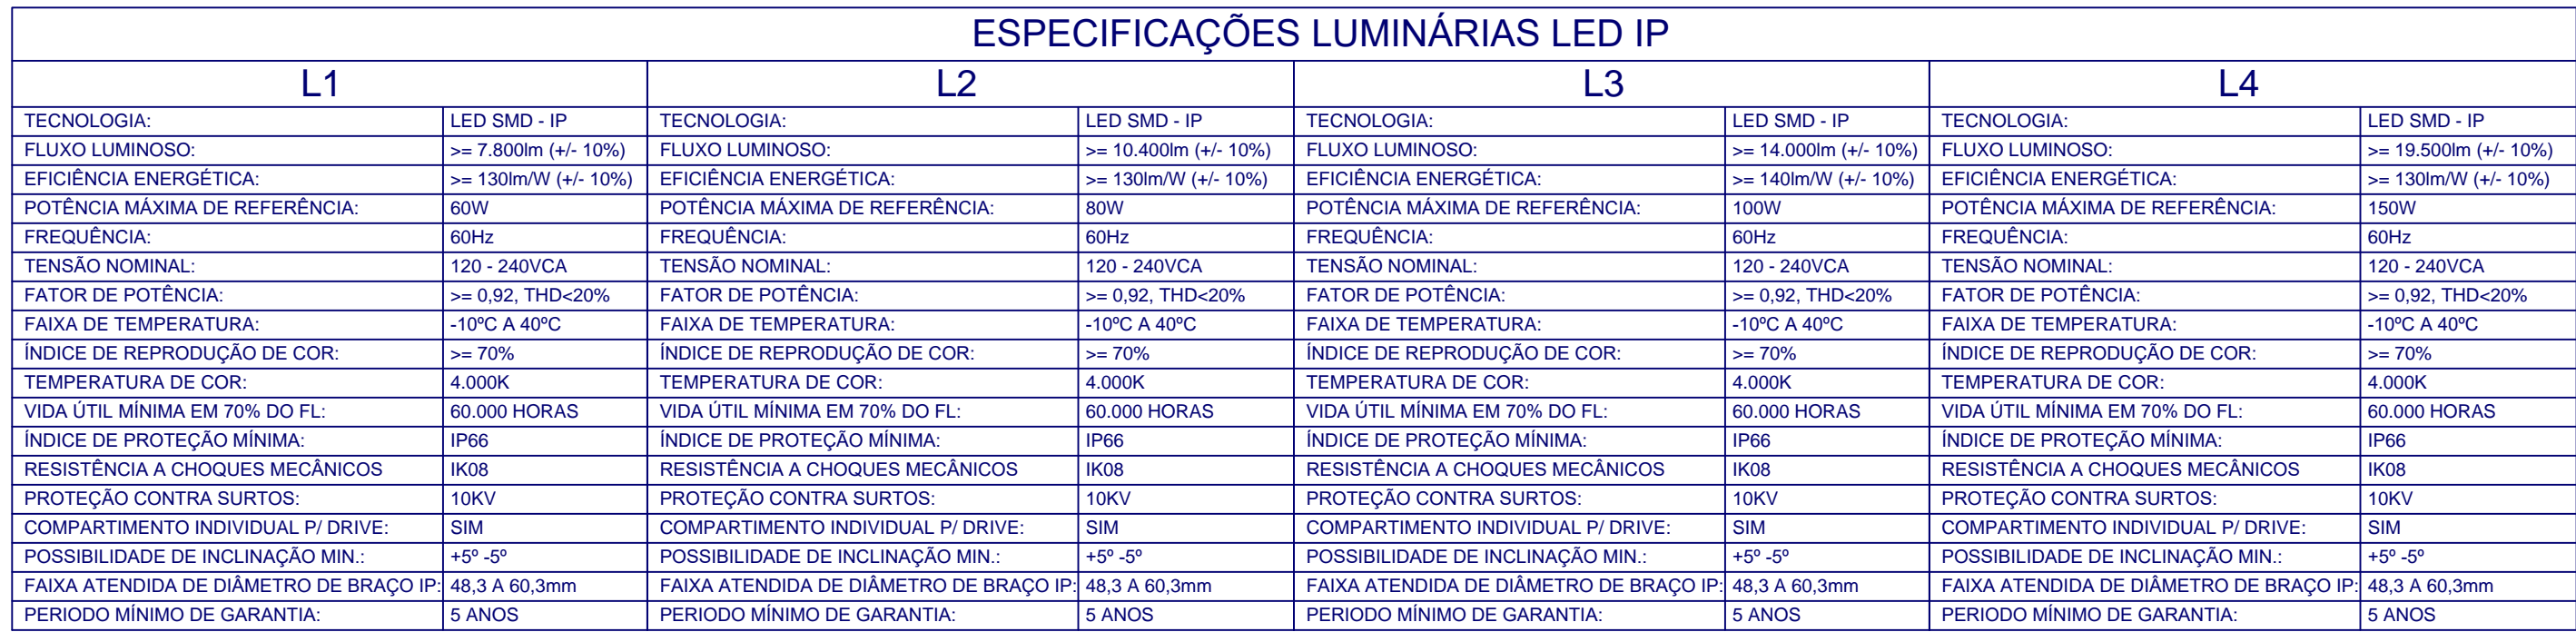 ESPECIFICAÇÕES LUMINÁRIAS LED IP
L1 L2 L3 L4
TECNOLOGIA: LED SMD - IP TECNOLOGIA: LED SMD - IP TECNOLOGIA: LED SMD - IP TECNOLOGIA: LED SMD - IP
FLUXO LUMINOSO: >= 7.800lm (+/- 10%) FLUXO LUMINOSO: >= 10.400lm (+/- 10%) FLUXO LUMINOSO: >= 14.000lm (+/- 10%) FLUXO LUMINOSO: >= 19.500lm (+/- 10%)
EFICIÊNCIA ENERGÉTICA: >= 130lm/W (+/- 10%) EFICIÊNCIA ENERGÉTICA: >= 130lm/W (+/- 10%) EFICIÊNCIA ENERGÉTICA: >= 140lm/W (+/- 10%) EFICIÊNCIA ENERGÉTICA: >= 130lm/W (+/- 10%)
POTÊNCIA MÁXIMA DE REFERÊNCIA: 60W POTÊNCIA MÁXIMA DE REFERÊNCIA: 80W POTÊNCIA MÁXIMA DE REFERÊNCIA: 100W POTÊNCIA MÁXIMA DE REFERÊNCIA: 150W
FREQUÊNCIA: 60Hz FREQUÊNCIA: 60Hz FREQUÊNCIA: 60Hz FREQUÊNCIA: 60Hz
TENSÃO NOMINAL: 120 - 240VCA TENSÃO NOMINAL: 120 - 240VCA TENSÃO NOMINAL: 120 - 240VCA TENSÃO NOMINAL: 120 - 240VCA
FATOR DE POTÊNCIA: >= 0,92, THD<20% FATOR DE POTÊNCIA: >= 0,92, THD<20% FATOR DE POTÊNCIA: >= 0,92, THD<20% FATOR DE POTÊNCIA: >= 0,92, THD<20%
FAIXA DE TEMPERATURA: -10ºC A 40ºC FAIXA DE TEMPERATURA: -10ºC A 40ºC FAIXA DE TEMPERATURA: -10ºC A 40ºC FAIXA DE TEMPERATURA: -10ºC A 40ºC
ÍNDICE DE REPRODUÇÃO DE COR: >= 70% ÍNDICE DE REPRODUÇÃO DE COR: >= 70% ÍNDICE DE REPRODUÇÃO DE COR: >= 70% ÍNDICE DE REPRODUÇÃO DE COR: >= 70%
TEMPERATURA DE COR: 4.000K TEMPERATURA DE COR: 4.000K TEMPERATURA DE COR: 4.000K TEMPERATURA DE COR: 4.000K
VIDA ÚTIL MÍNIMA EM 70% DO FL: 60.000 HORAS VIDA ÚTIL MÍNIMA EM 70% DO FL: 60.000 HORAS VIDA ÚTIL MÍNIMA EM 70% DO FL: 60.000 HORAS VIDA ÚTIL MÍNIMA EM 70% DO FL: 60.000 HORAS
ÍNDICE DE PROTEÇÃO MÍNIMA: IP66 ÍNDICE DE PROTEÇÃO MÍNIMA: IP66 ÍNDICE DE PROTEÇÃO MÍNIMA: IP66 ÍNDICE DE PROTEÇÃO MÍNIMA: IP66
RESISTÊNCIA A CHOQUES MECÂNICOS IK08 RESISTÊNCIA A CHOQUES MECÂNICOS IK08 RESISTÊNCIA A CHOQUES MECÂNICOS IK08 RESISTÊNCIA A CHOQUES MECÂNICOS IK08
PROTEÇÃO CONTRA SURTOS: 10KV PROTEÇÃO CONTRA SURTOS: 10KV PROTEÇÃO CONTRA SURTOS: 10KV PROTEÇÃO CONTRA SURTOS: 10KV
COMPARTIMENTO INDIVIDUAL P/ DRIVE: SIM COMPARTIMENTO INDIVIDUAL P/ DRIVE: SIM COMPARTIMENTO INDIVIDUAL P/ DRIVE: SIM COMPARTIMENTO INDIVIDUAL P/ DRIVE: SIM
POSSIBILIDADE DE INCLINAÇÃO MIN.: +5º -5º POSSIBILIDADE DE INCLINAÇÃO MIN.: +5º -5º POSSIBILIDADE DE INCLINAÇÃO MIN.: +5º -5º POSSIBILIDADE DE INCLINAÇÃO MIN.: +5º -5º
FAIXA ATENDIDA DE DIÂMETRO DE BRAÇO IP: 48,3 A 60,3mm FAIXA ATENDIDA DE DIÂMETRO DE BRAÇO IP: 48,3 A 60,3mm FAIXA ATENDIDA DE DIÂMETRO DE BRAÇO IP: 48,3 A 60,3mm FAIXA ATENDIDA DE DIÂMETRO DE BRAÇO IP: 48,3 A 60,3mm
PERIODO MÍNIMO DE GARANTIA: 5 ANOS PERIODO MÍNIMO DE GARANTIA: 5 ANOS PERIODO MÍNIMO DE GARANTIA: 5 ANOS PERIODO MÍNIMO DE GARANTIA: 5 ANOS